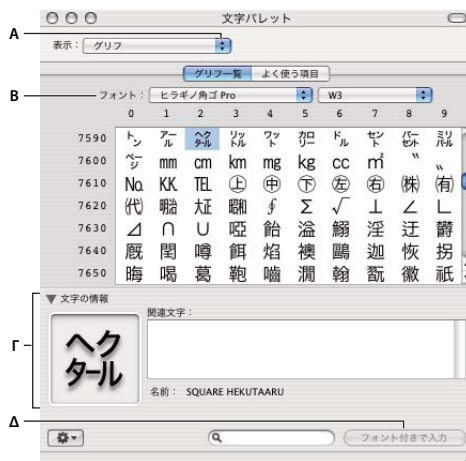 文字パレット
Α
表示： グリフ
グリフ一覧 よく使う項目
Β フォント： ヒラギノ角ゴ Pro W3
0 1 2 3 4 5 6 7 8 9
7590 トン アール ヘクタール リットル ワット カロリー ドル セント パーセント ミリバール
7600 ページ mm cm km mg kg cc ㎡ 〝 〟
7610 No. K.K. TEL ㊤ ㊥ ㊦ ㊧ ㊨ ㈱ ㈲
7620 ㈹ 明治 大正 昭和 ∮ Σ √ ⊥ ∠ ∟
7630 ⊿ ∩ ∪ 啞 飴 溢 鰯 淫 迂 欝
7640 厩 閏 噂 餌 焰 襖 鷗 迦 恢 拐
7650 晦 喝 葛 鞄 嚙 澗 翰 翫 徽 祇
文字の情報
関連文字：
Γ
ヘク
タール
名前： SQUARE HEKUTAARU
Δ
フォント付きで入力